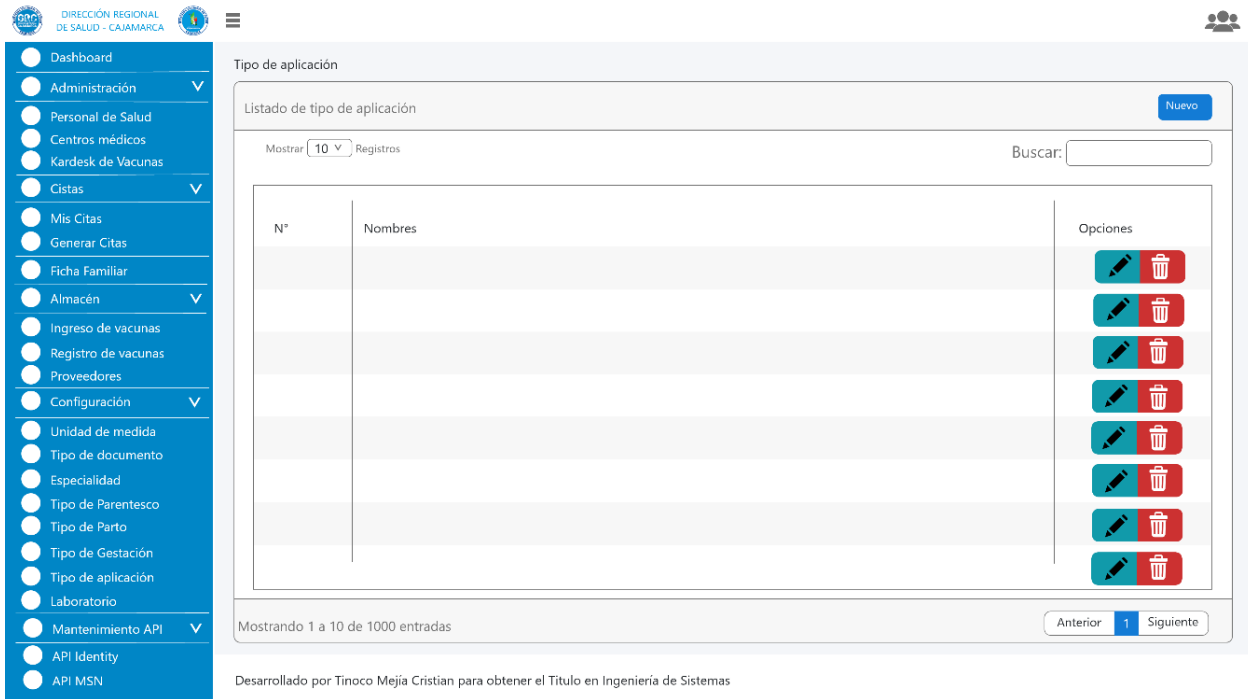 DIRECCIÓN REGIONAL
DE SALUD - CAJAMARCA
Dashboard
Administración
Personal de Salud
Centros médicos
Kardesk de Vacunas
Cistas
Mis Citas
Generar Citas
Ficha Familiar
Almacén
Ingreso de vacunas
Registro de vacunas
Proveedores
Configuración
Unidad de medida
Tipo de documento
Especialidad
Tipo de Parentesco
Tipo de Parto
Tipo de Gestación
Tipo de aplicación
Laboratorio
Mantenimiento API
API Identity
API MSN
Tipo de aplicación
Listado de tipo de aplicación
Nuevo
Mostrar 10 Registros
Buscar:
N° Nombres Opciones
Mostrando 1 a 10 de 1000 entradas
Anterior 1 Siguiente
Desarrollado por Tinoco Mejía Cristian para obtener el Titulo en Ingeniería de Sistemas